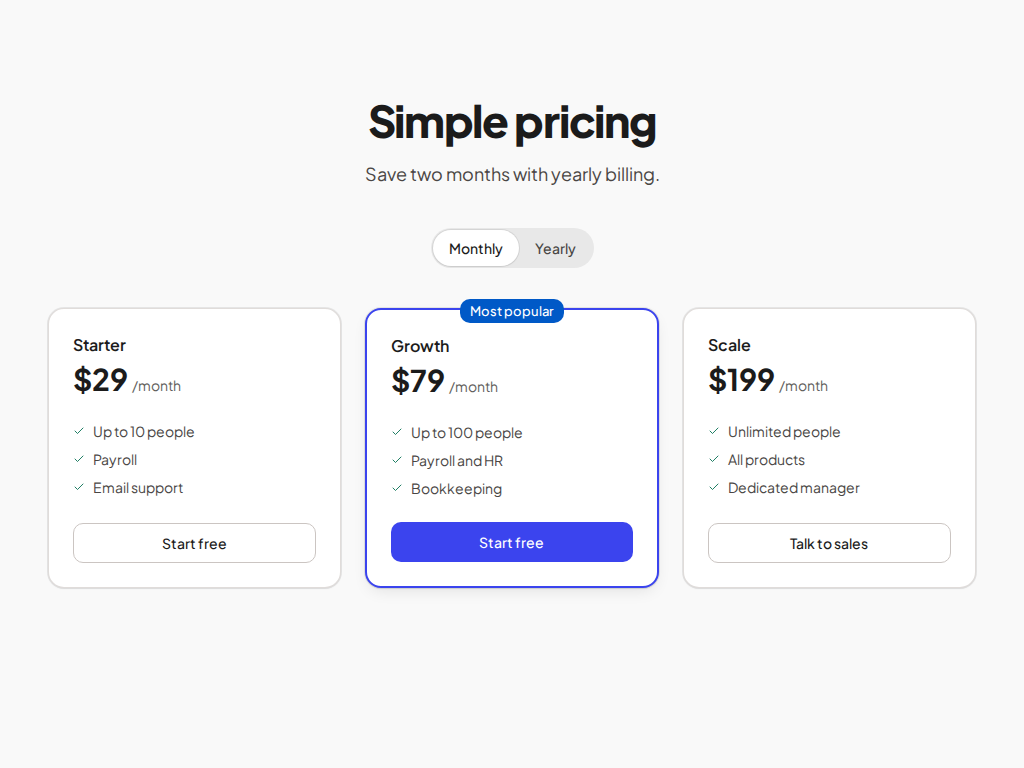 Simple pricing
Save two months with yearly billing.
Monthly
Yearly
Starter
$29 /month
Up to 10 people
Payroll
Email support
Start free
Most popular
Growth
$79 /month
Up to 100 people
Payroll and HR
Bookkeeping
Start free
Scale
$199 /month
Unlimited people
All products
Dedicated manager
Talk to sales